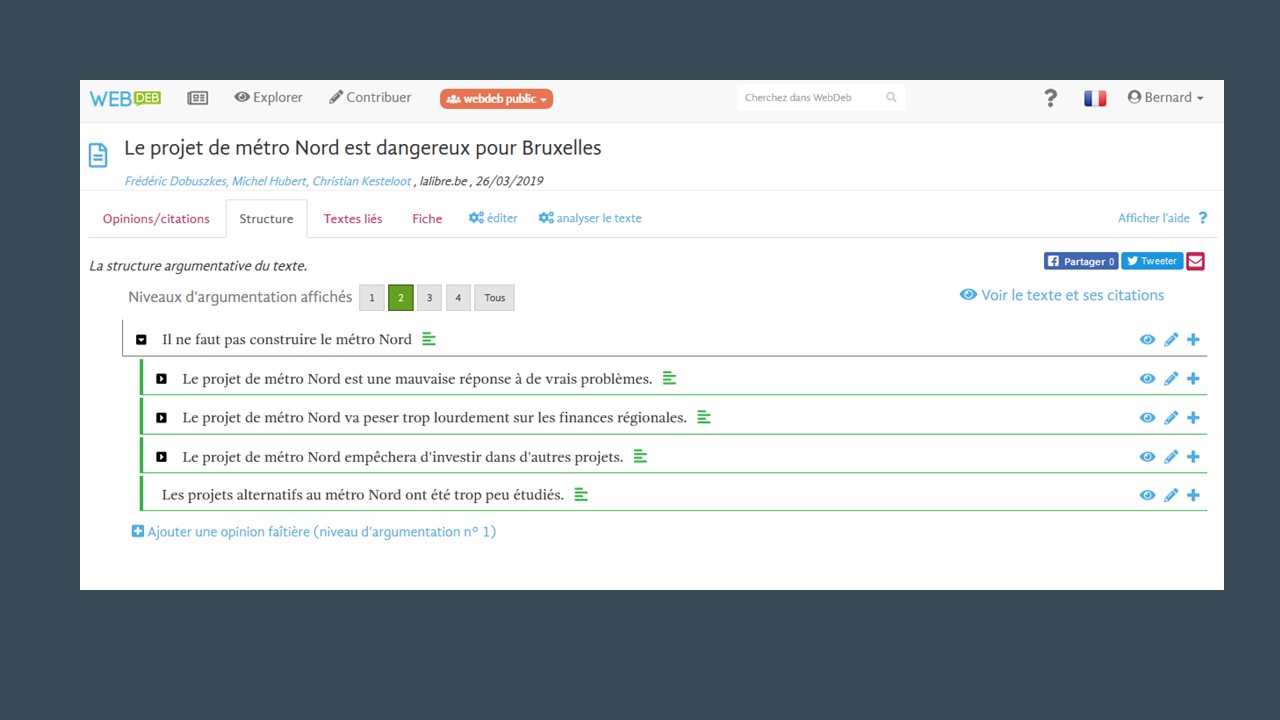 WEBDEB Explorer Contribuer webdeb public Cherchez dans WebDeb ? Bernard
Le projet de métro Nord est dangereux pour Bruxelles
Frédéric Dobuszkes, Michel Hubert, Christian Kesteloot , lalibre.be , 26/03/2019
Opinions/citations Structure Textes liés Fiche éditer analyser le texte Afficher l'aide ?
La structure argumentative du texte. Partager 0 Tweeter
Niveaux d'argumentation affichés 1 2 3 4 Tous Voir le texte et ses citations
Il ne faut pas construire le métro Nord
Le projet de métro Nord est une mauvaise réponse à de vrais problèmes.
Le projet de métro Nord va peser trop lourdement sur les finances régionales.
Le projet de métro Nord empêchera d'investir dans d'autres projets.
Les projets alternatifs au métro Nord ont été trop peu étudiés.
Ajouter une opinion faîtière (niveau d'argumentation n° 1)